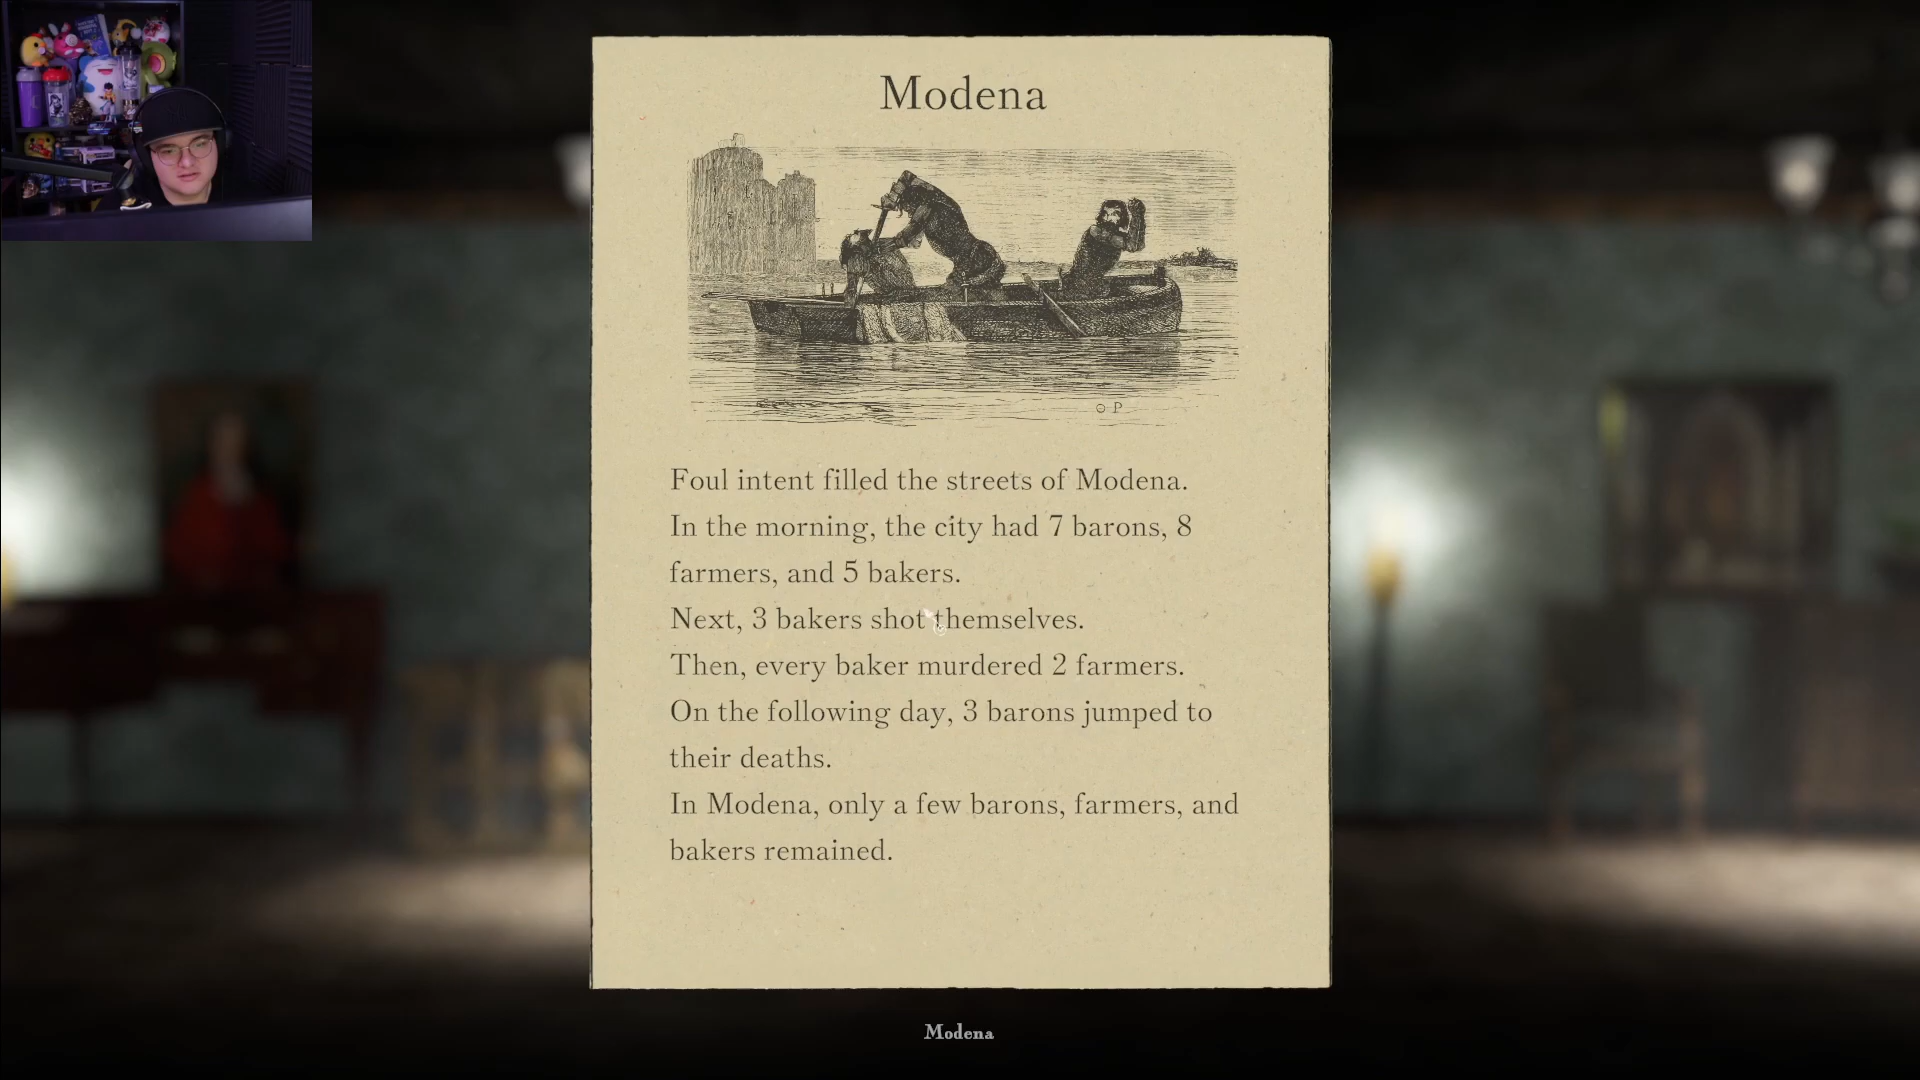 Modena
P
Foul intent filled the streets of Modena.
In the morning, the city had 7 barons, 8
farmers, and 5 bakers.
Next, 3 bakers shot themselves.
Then, every baker murdered 2 farmers.
On the following day, 3 barons jumped to
their deaths.
In Modena, only a few barons, farmers, and
bakers remained.
Modena